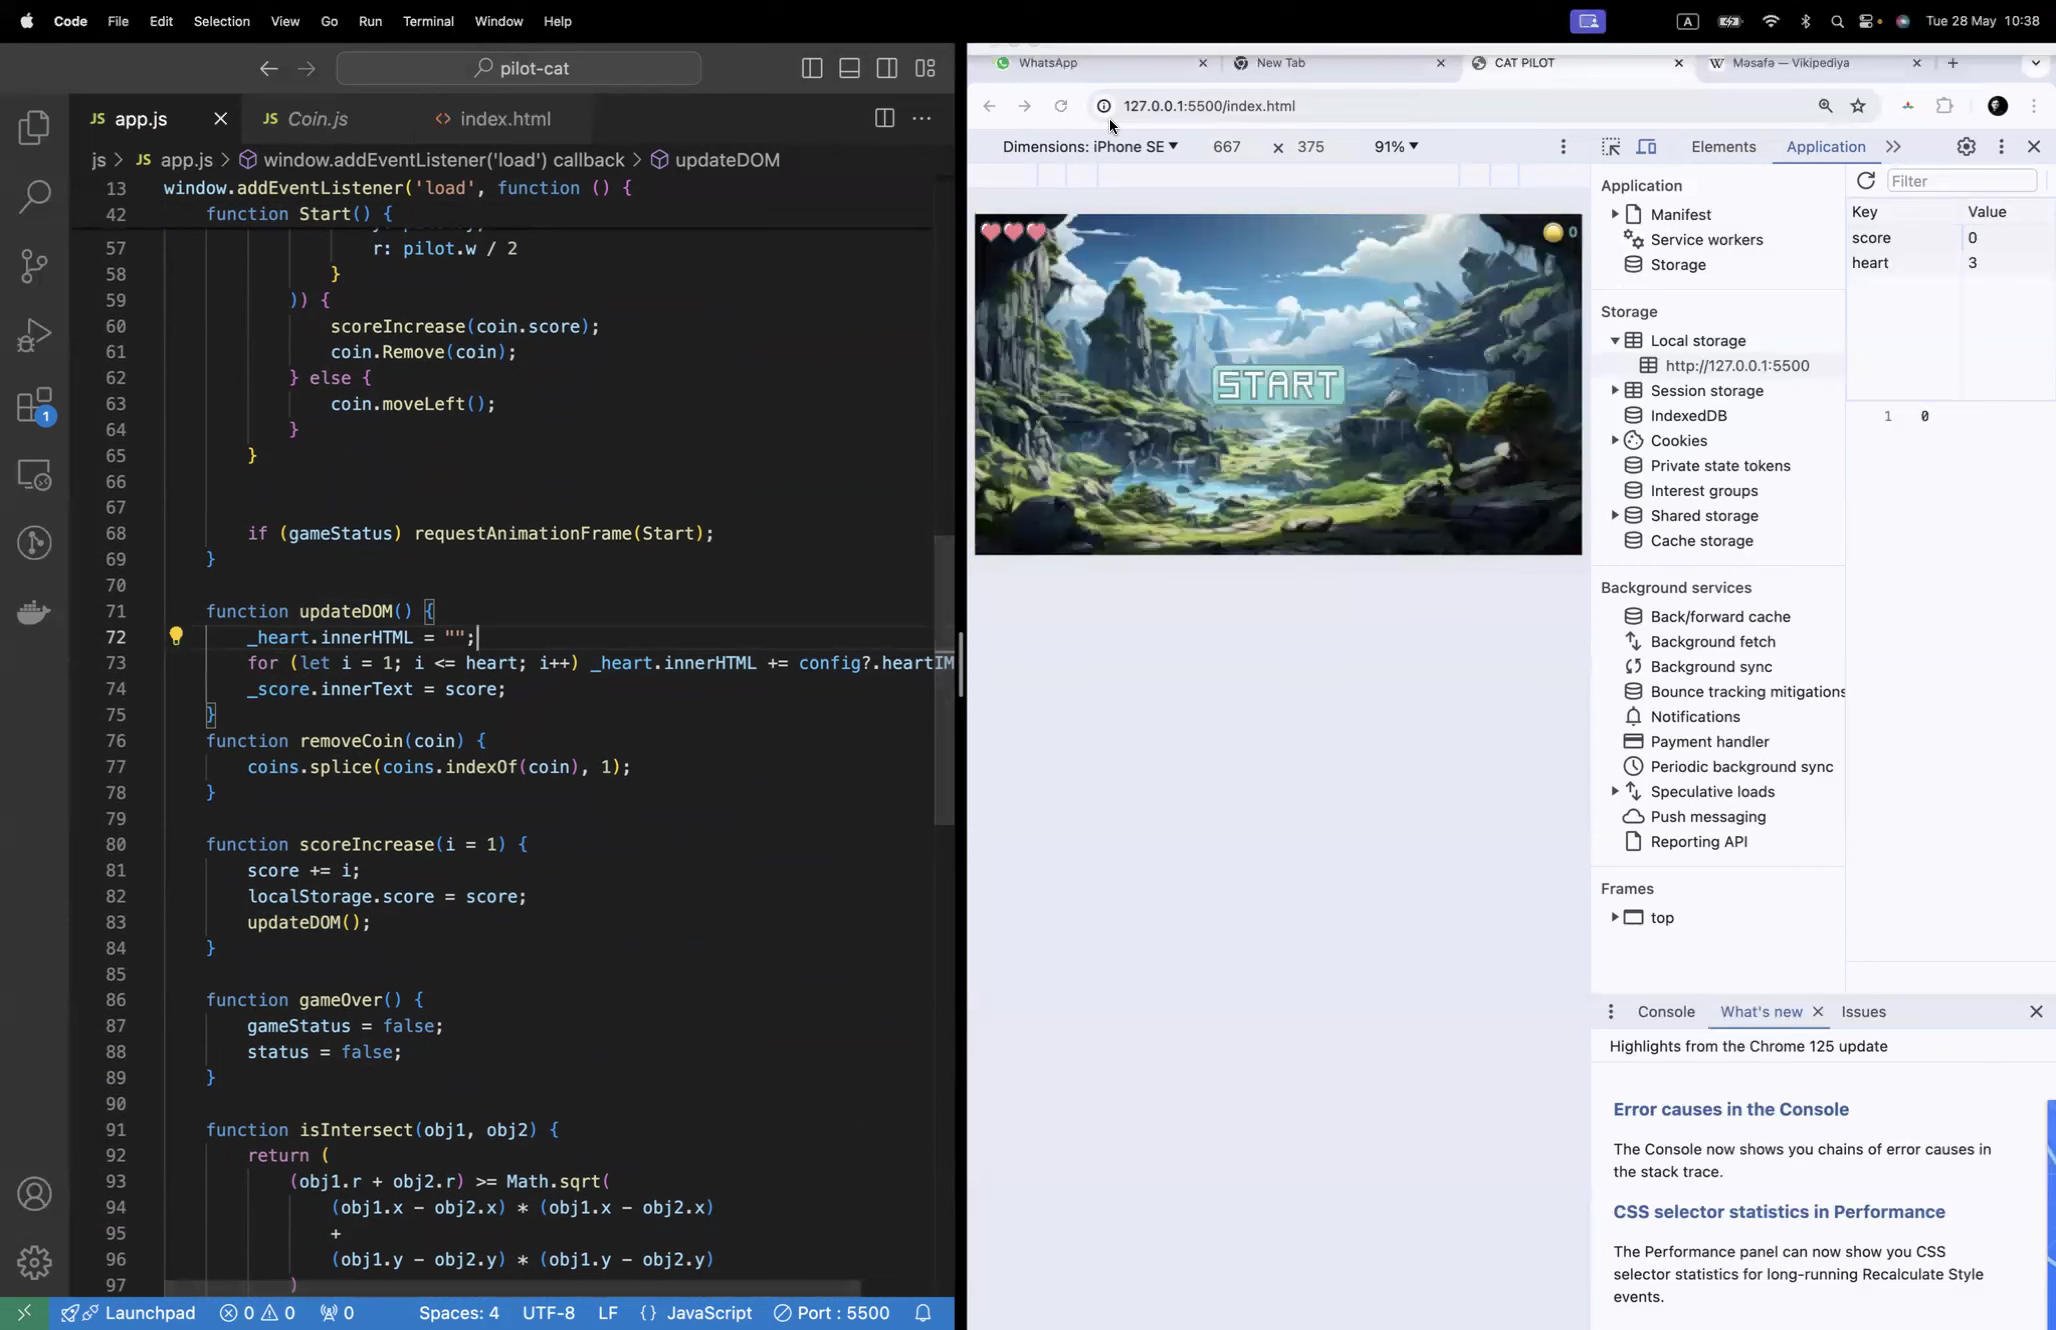 Code File Edit Selection View Go Run Terminal Window Help
A Tue 28 May 10:38
pilot-cat
JS app.js
JS Coin.js
<> index.html
js > JS app.js > window.addEventListener('load') callback > updateDOM
13 window.addEventListener('load', function () {
42 function Start() {
57 r: pilot.w / 2
58 }
59 )) {
60 scoreIncrease(coin.score);
61 coin.Remove(coin);
62 } else {
63 coin.moveLeft();
64 }
65 }
66
67
68 if (gameStatus) requestAnimationFrame(Start);
69 }
70
71 function updateDOM() {
72 _heart.innerHTML = "";
73 for (let i = 1; i <= heart; i++) _heart.innerHTML += config?.heartIM
74 _score.innerText = score;
75 }
76 function removeCoin(coin) {
77 coins.splice(coins.indexOf(coin), 1);
78 }
79
80 function scoreIncrease(i = 1) {
81 score += i;
82 localStorage.score = score;
83 updateDOM();
84 }
85
86 function gameOver() {
87 gameStatus = false;
88 status = false;
89 }
90
91 function isIntersect(obj1, obj2) {
92 return (
93 (obj1.r + obj2.r) >= Math.sqrt(
94 (obj1.x - obj2.x) * (obj1.x - obj2.x)
95 +
96 (obj1.y - obj2.y) * (obj1.y - obj2.y)
97 )
1
Launchpad 0 0 0 Spaces: 4 UTF-8 LF {} JavaScript Port : 5500
WhatsApp
New Tab
CAT PILOT
W Məsafə — Vikipediya
127.0.0.1:5500/index.html
Dimensions: iPhone SE 667 x 375 91%
0
START
Elements Application
Application
Manifest
Service workers
Storage
Storage
Local storage
http://127.0.0.1:5500
Session storage
IndexedDB
Cookies
Private state tokens
Interest groups
Shared storage
Cache storage
Background services
Back/forward cache
Background fetch
Background sync
Bounce tracking mitigations
Notifications
Payment handler
Periodic background sync
Speculative loads
Push messaging
Reporting API
Frames
top
Filter
Key Value
score 0
heart 3
1 0
Console What's new Issues
Highlights from the Chrome 125 update
Error causes in the Console
The Console now shows you chains of error causes in
the stack trace.
CSS selector statistics in Performance
The Performance panel can now show you CSS
selector statistics for long-running Recalculate Style
events.